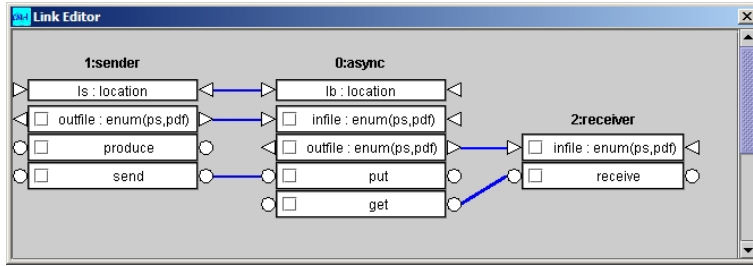 Link Editor
1:sender
ls : location
outfile : enum(ps,pdf)
produce
send
0:async
lb : location
infile : enum(ps,pdf)
outfile : enum(ps,pdf)
put
get
2:receiver
infile : enum(ps,pdf)
receive